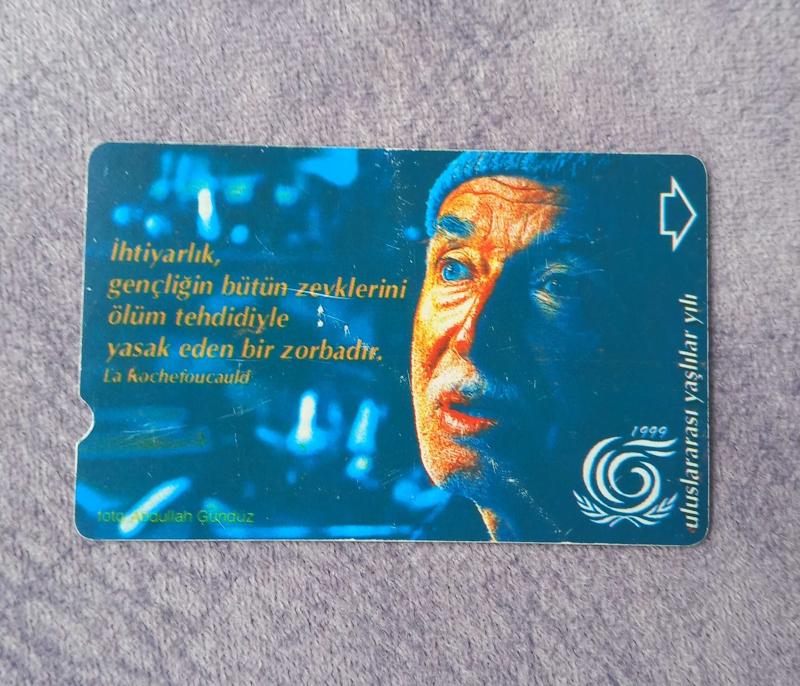 İhtiyarlık,
gençliğin bütün zevklerini
ölüm tehdidiyle
yasak eden bir zorbadır.
La Rochefoucauld
foto Abdullah Gündüz
1999
uluslararası yaşlılar yılı